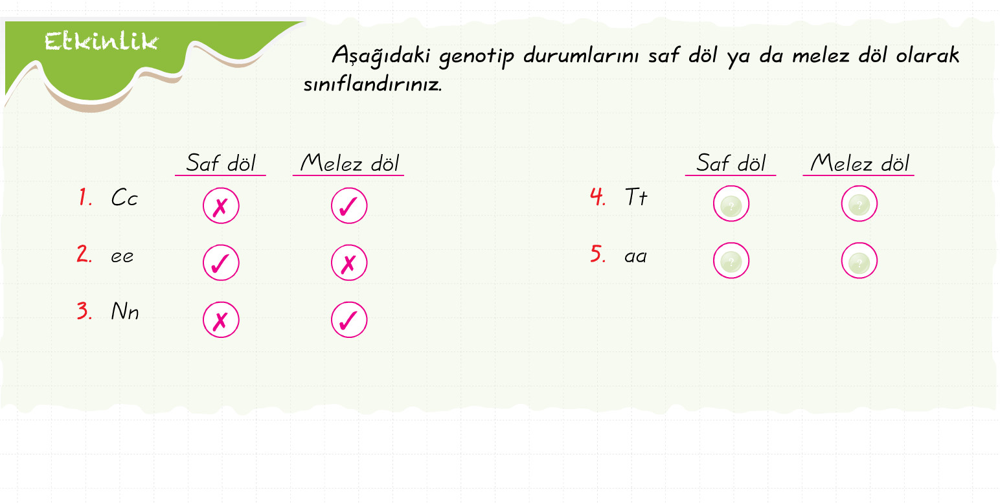 Etkinlik
Aşağıdaki genotip durumlarını saf döl ya da melez döl olarak
sınıflandırınız.
Saf döl Melez döl
1. Cc ✗ ✓
2. ee ✓ ✗
3. Nn ✗ ✓
Saf döl Melez döl
4. Tt ? ?
5. aa ? ?